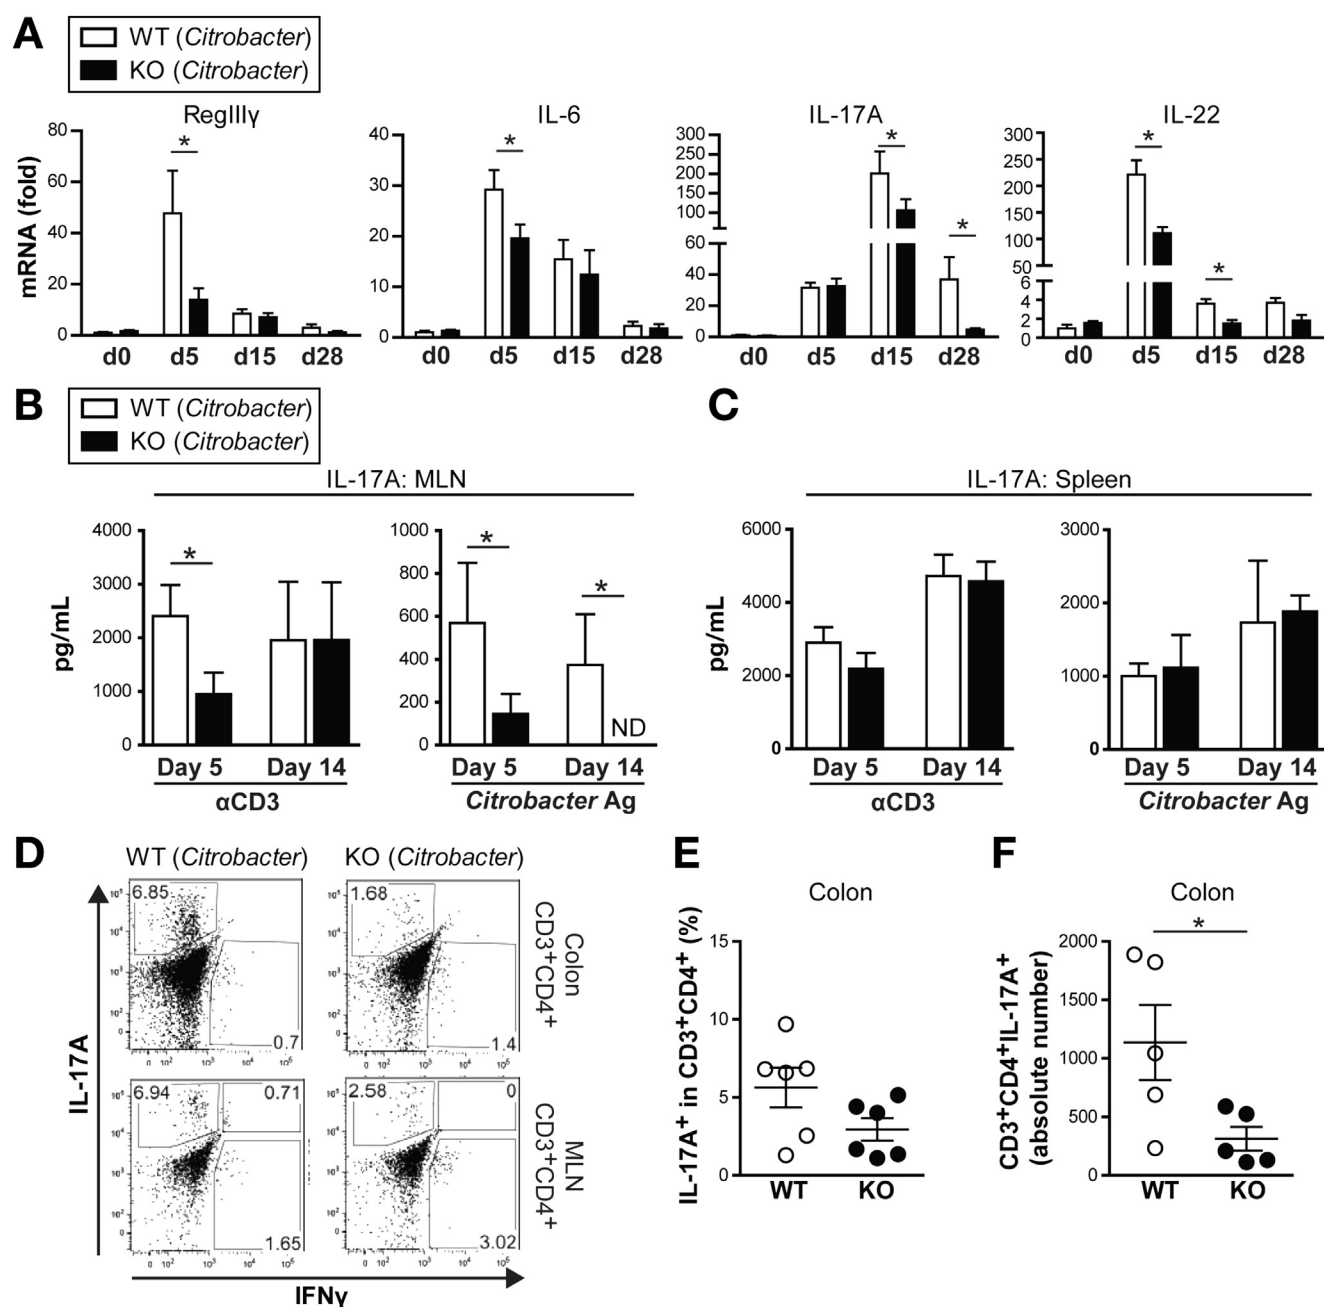 A
WT (Citrobacter)
KO (Citrobacter)
RegIIIγ
IL-6
IL-17A
IL-22
mRNA (fold)
80
60
40
20
0
d0 d5 d15 d28
*
40
30
20
10
0
d0 d5 d15 d28
*
300
250
200
150
100
60
40
20
0
d0 d5 d15 d28
*
*
300
250
200
150
100
50
6
4
2
0
d0 d5 d15 d28
*
*
B
WT (Citrobacter)
KO (Citrobacter)
IL-17A: MLN
pg/mL
4000
3000
2000
1000
0
*
Day 5 Day 14
αCD3
1000
800
600
400
200
0
*
*
ND
Day 5 Day 14
Citrobacter Ag
C
IL-17A: Spleen
pg/mL
6000
4000
2000
0
Day 5 Day 14
αCD3
3000
2000
1000
0
Day 5 Day 14
Citrobacter Ag
D
WT (Citrobacter) KO (Citrobacter)
IL-17A
6.85
0.7
1.68
1.4
Colon
CD3+CD4+
6.94
0.71
1.65
2.58
0
3.02
MLN
CD3+CD4+
IFNγ
E
Colon
IL-17A+ in CD3+CD4+ (%)
15
10
5
0
WT KO
F
Colon
CD3+CD4+IL-17A+
(absolute number)
2000
1500
1000
500
0
*
WT KO